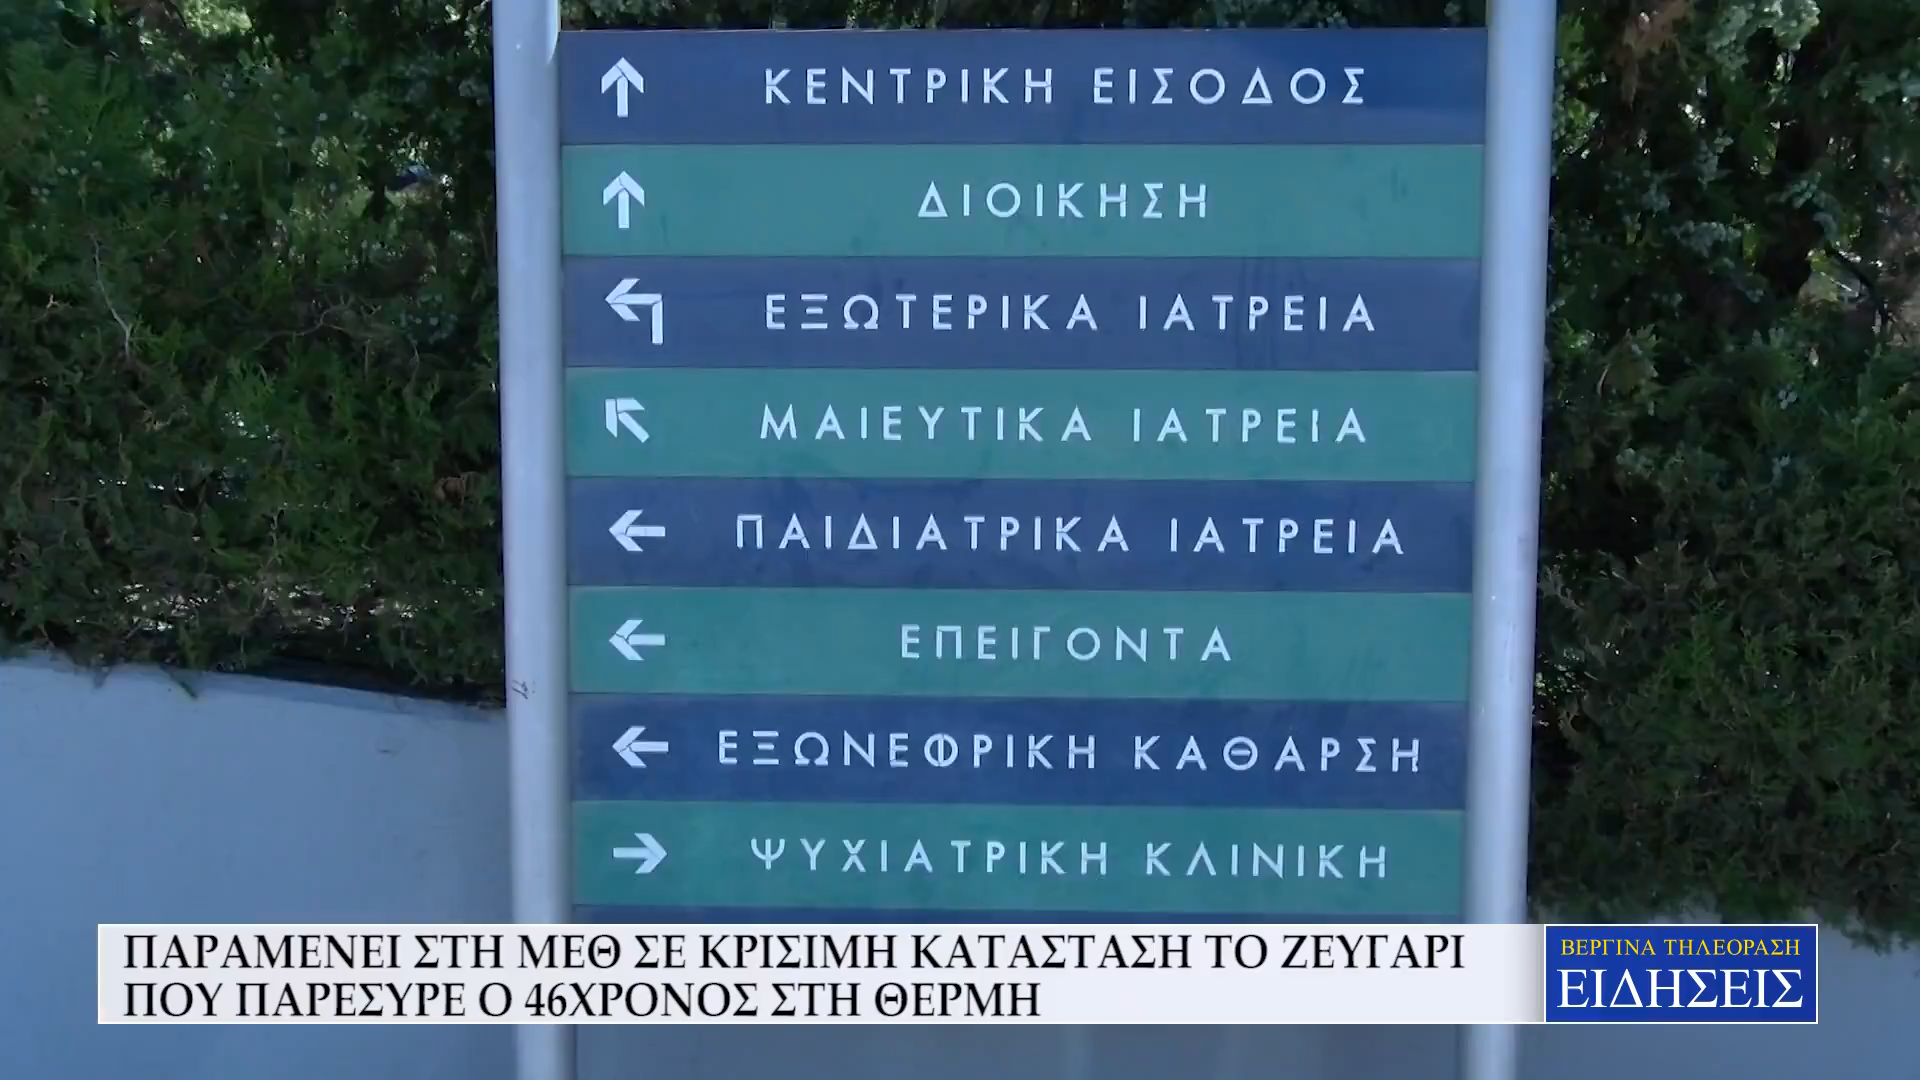 ΚΕΝΤΡΙΚΗ ΕΙΣΟΔΟΣ
ΔΙΟΙΚΗΣΗ
ΕΞΩΤΕΡΙΚΑ ΙΑΤΡΕΙΑ
ΜΑΙΕΥΤΙΚΑ ΙΑΤΡΕΙΑ
ΠΑΙΔΙΑΤΡΙΚΑ ΙΑΤΡΕΙΑ
ΕΠΕΙΓΟΝΤΑ
ΕΞΩΝΕΦΡΙΚΗ ΚΑΘΑΡΣΗ
ΨΥΧΙΑΤΡΙΚΗ ΚΛΙΝΙΚΗ
ΠΑΡΑΜΕΝΕΙ ΣΤΗ ΜΕΘ ΣΕ ΚΡΙΣΙΜΗ ΚΑΤΑΣΤΑΣΗ ΤΟ ΖΕΥΓΑΡΙ
ΠΟΥ ΠΑΡΕΣΥΡΕ Ο 46ΧΡΟΝΟΣ ΣΤΗ ΘΕΡΜΗ
ΒΕΡΓΙΝΑ ΤΗΛΕΟΡΑΣΗ
ΕΙΔΗΣΕΙΣ